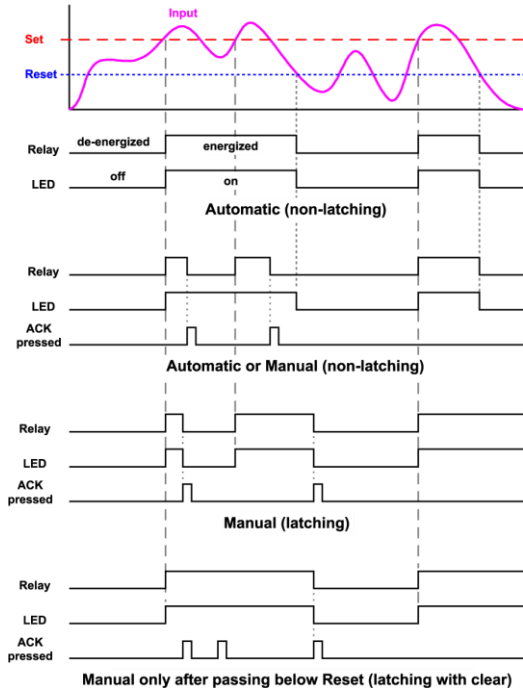 Input
Set
Reset
de-energized energized
Relay
off on
LED
Automatic (non-latching)
Relay
LED
ACK
pressed
Automatic or Manual (non-latching)
Relay
LED
ACK
pressed
Manual (latching)
Relay
LED
ACK
pressed
Manual only after passing below Reset (latching with clear)